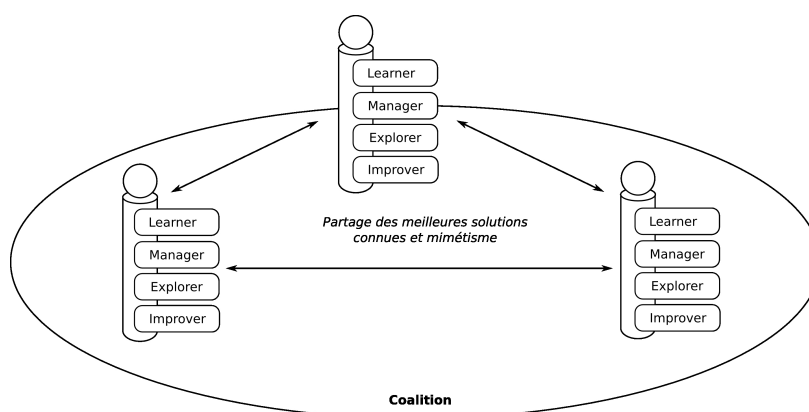 Learner
Manager
Explorer
Improver
Learner
Manager
Explorer
Improver
Partage des meilleures solutions
connues et mimétisme
Learner
Manager
Explorer
Improver
Coalition